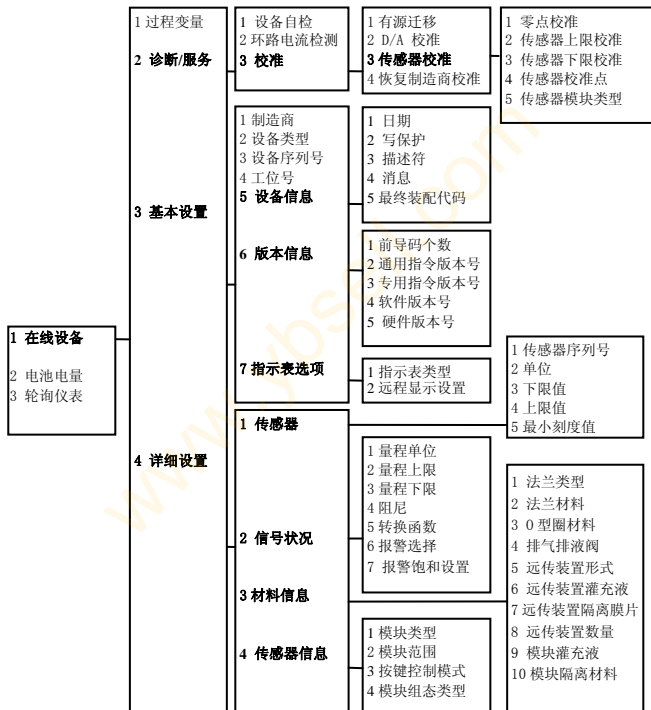 1 在线设备
2 电池电量
3 轮询仪表
1 过程变量
2 诊断/服务
3 基本设置
4 详细设置
1 设备自检
2 环路电流检测
3 校准
1 有源迁移
2 D/A 校准
3 传感器校准
4 恢复制造商校准
1 零点校准
2 传感器上限校准
3 传感器下限校准
4 传感器校准点
5 传感器模块类型
1 制造商
2 设备类型
3 设备序列号
4 工位号
5 设备信息
6 版本信息
7 指示表选项
1 日期
2 写保护
3 描述符
4 消息
5 最终装配代码
1 前导码个数
2 通用指令版本号
3 专用指令版本号
4 软件版本号
5 硬件版本号
1 指示表类型
2 远程显示设置
1 传感器
2 信号状况
3 材料信息
4 传感器信息
1 传感器序列号
2 单位
3 下限值
4 上限值
5 最小刻度值
1 量程单位
2 量程上限
3 量程下限
4 阻尼
5 转换函数
6 报警选择
7 报警饱和设置
1 法兰类型
2 法兰材料
3 O 型圈材料
4 排气排液阀
5 远传装置形式
6 远传装置灌充液
7 远传装置隔离膜片
8 远传装置数量
9 模块灌充液
10 模块隔离材料
1 模块类型
2 模块范围
3 按键控制模式
4 模块组态类型
www.ybsell.com